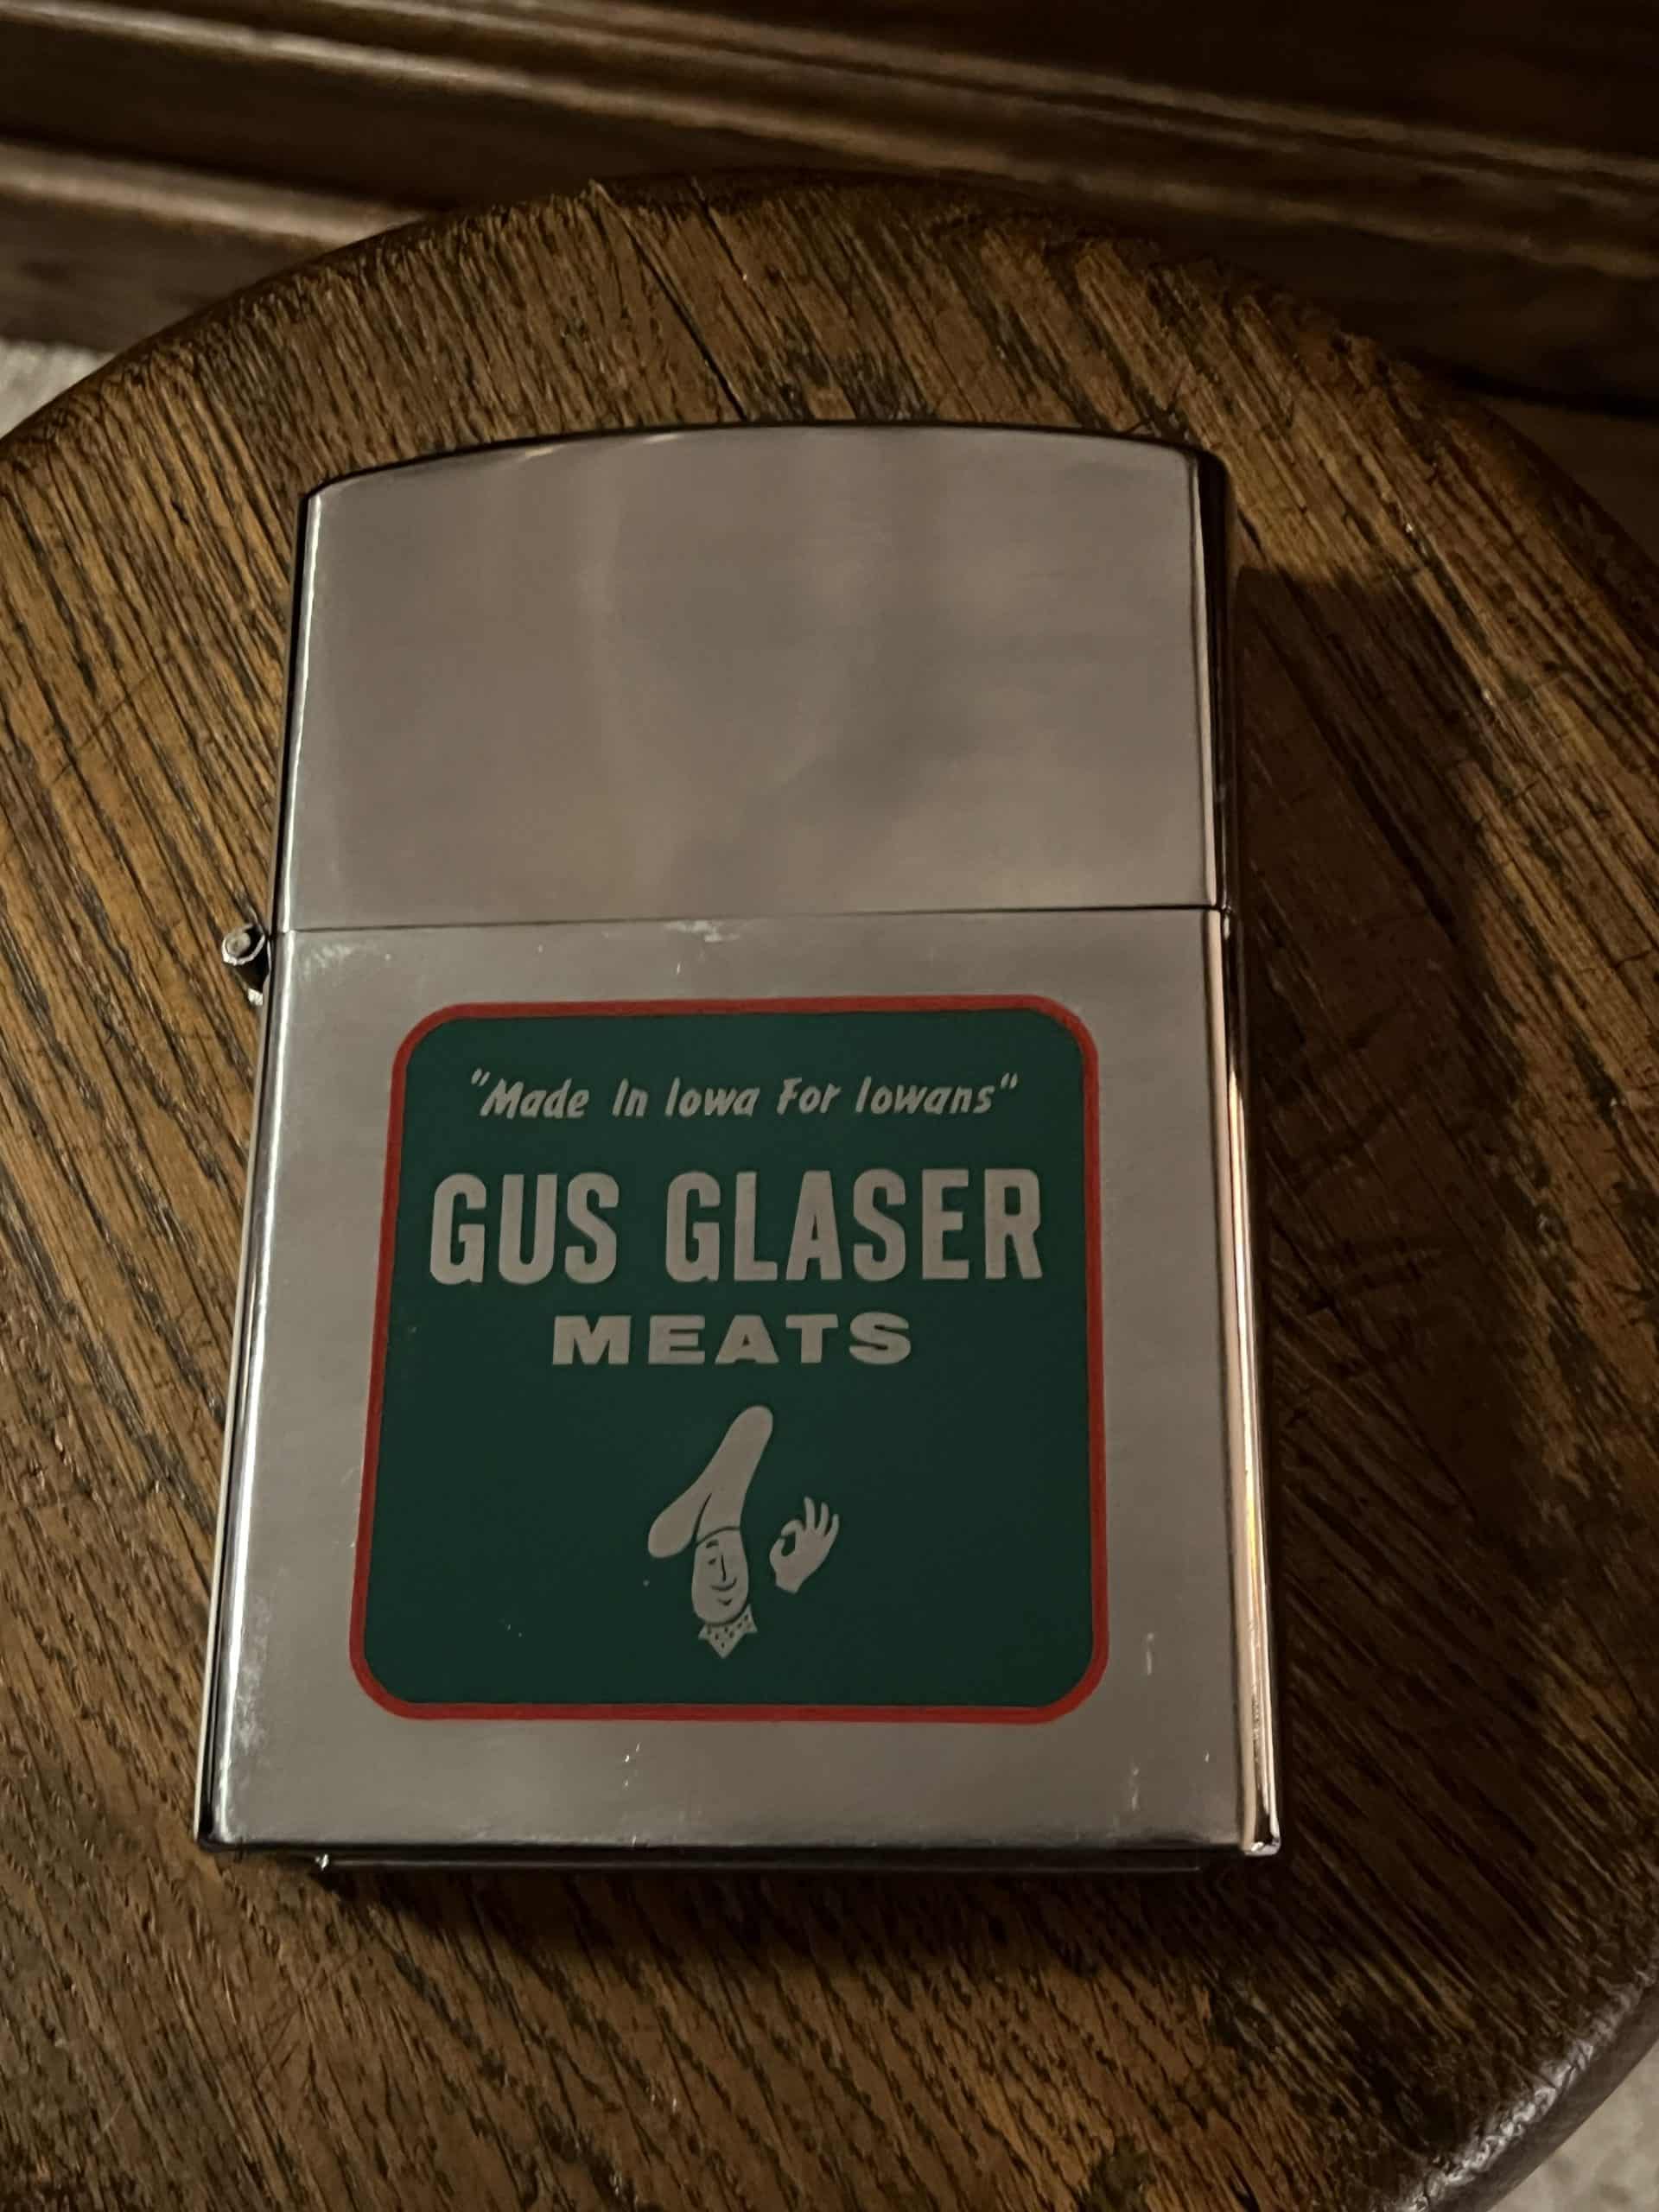 "Made In Iowa For Iowans"
GUS GLASER
MEATS